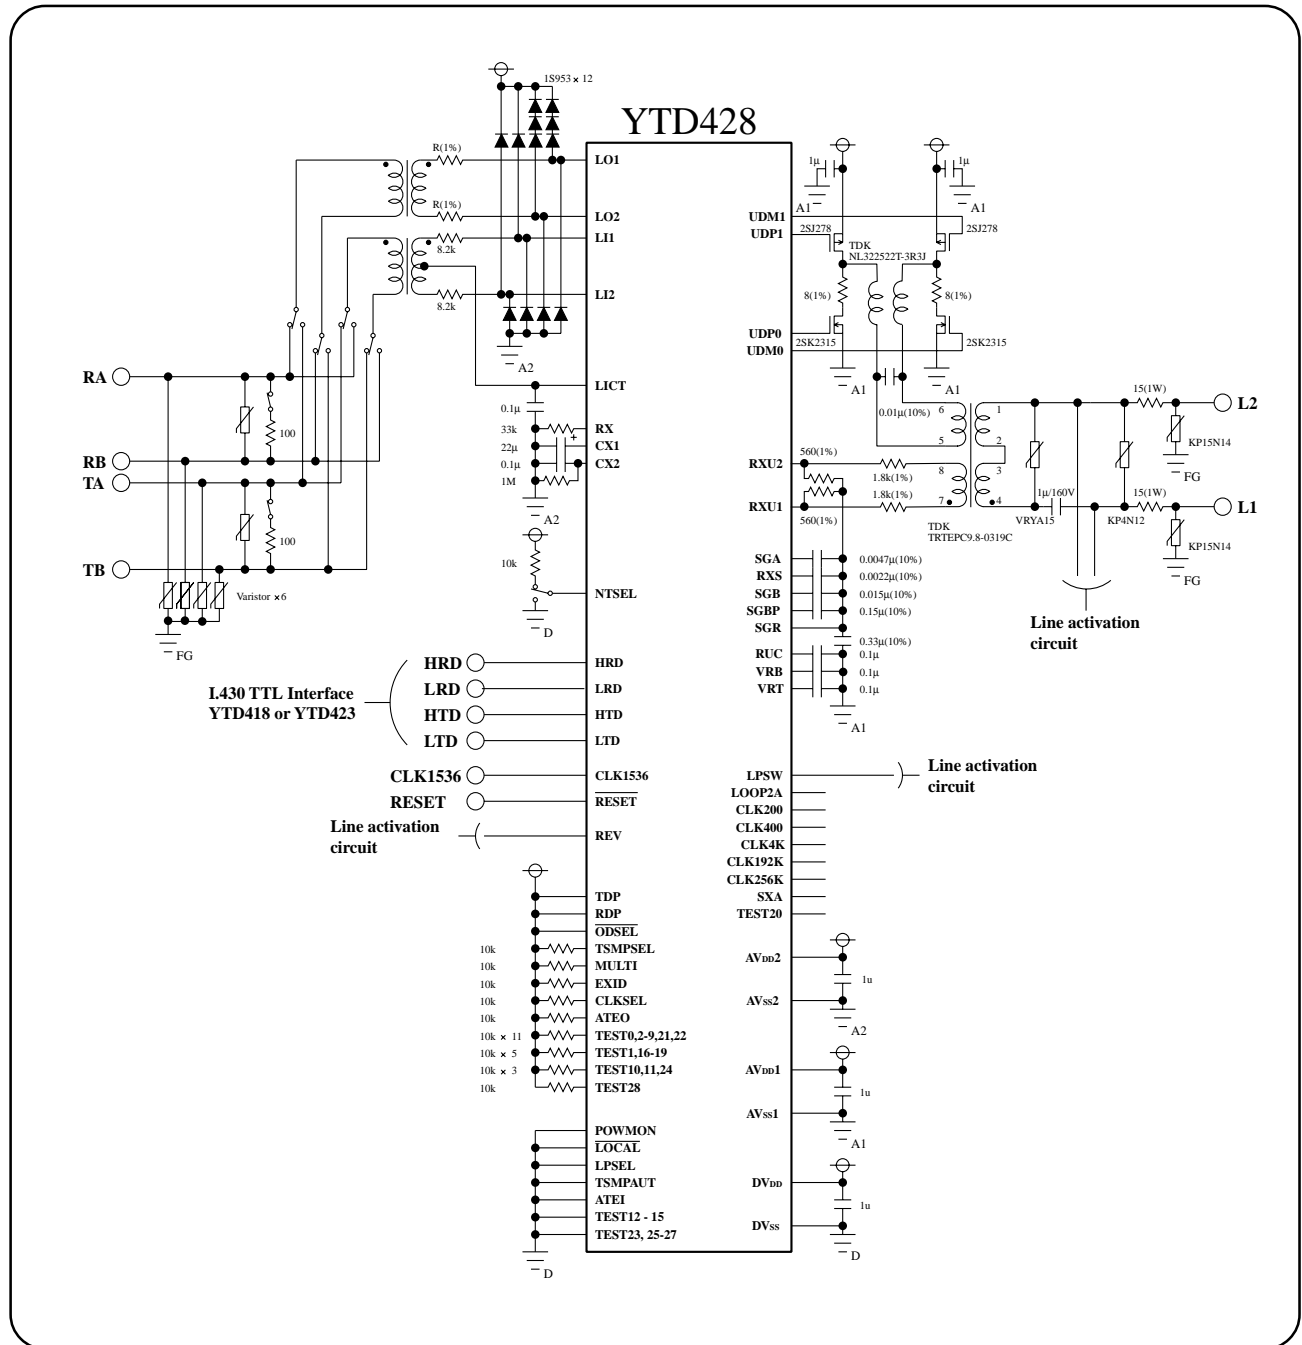 1S953 × 12
YTD428
R(1%)
LO1
R(1%)
LO2
LI1
8.2k
LI2
8.2k
A2
1µ
1µ
A1
A1
UDM1
UDP1
2SJ278
2SJ278
TDK
NL322522T-3R3J
8(1%)
8(1%)
UDP0
2SK2315
2SK2315
UDM0
A1
A1
RA
LICT
0.1µ
33k
RX
+
22µ
CX1
0.1µ
CX2
1M
A2
100
RB
TA
100
TB
Varistor × 6
FG
0.01µ(10%)
6
1
5
2
8
3
7
4
15(1W)
L2
KP15N14
FG
RXU2
560(1%)
1.8k(1%)
1.8k(1%)
RXU1
560(1%)
1µ/160V
15(1W)
L1
VRYA15
KP4N12
KP15N14
FG
TDK
TRTEPC9.8-0319C
10k
NTSEL
D
SGA
0.0047µ(10%)
RXS
0.0022µ(10%)
SGB
0.015µ(10%)
SGBP
0.15µ(10%)
SGR
0.33µ(10%)
RUC
0.1µ
VRB
0.1µ
VRT
0.1µ
A1
Line activation
circuit
I.430 TTL Interface
YTD418 or YTD423
HRD
HRD
LRD
LRD
HTD
HTD
LTD
LTD
CLK1536
CLK1536
RESET
RESET
Line activation
circuit
REV
LPSW
Line activation
circuit
LOOP2A
CLK200
CLK400
CLK4K
CLK192K
CLK256K
SXA
TEST20
TDP
RDP
ODSEL
10k
TSMPSEL
10k
MULTI
10k
EXID
10k
CLKSEL
10k
ATEO
10k × 11
TEST0,2-9,21,22
10k × 5
TEST1,16-19
10k × 3
TEST10,11,24
10k
TEST28
POWMON
LOCAL
LPSEL
TSMPAUT
ATEI
TEST12 - 15
TEST23, 25-27
D
AVDD2
1u
AVSS2
A2
AVDD1
1u
AVSS1
A1
DVDD
1u
DVSS
D